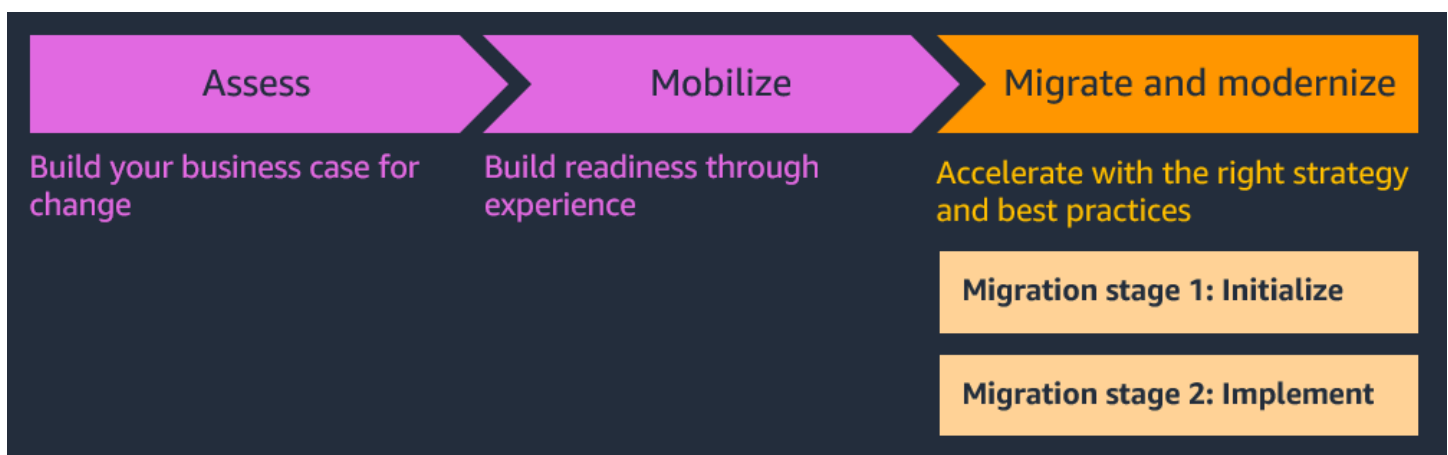 Assess
Mobilize
Migrate and modernize
Build your business case for
change
Build readiness through
experience
Accelerate with the right strategy
and best practices
Migration stage 1: Initialize
Migration stage 2: Implement